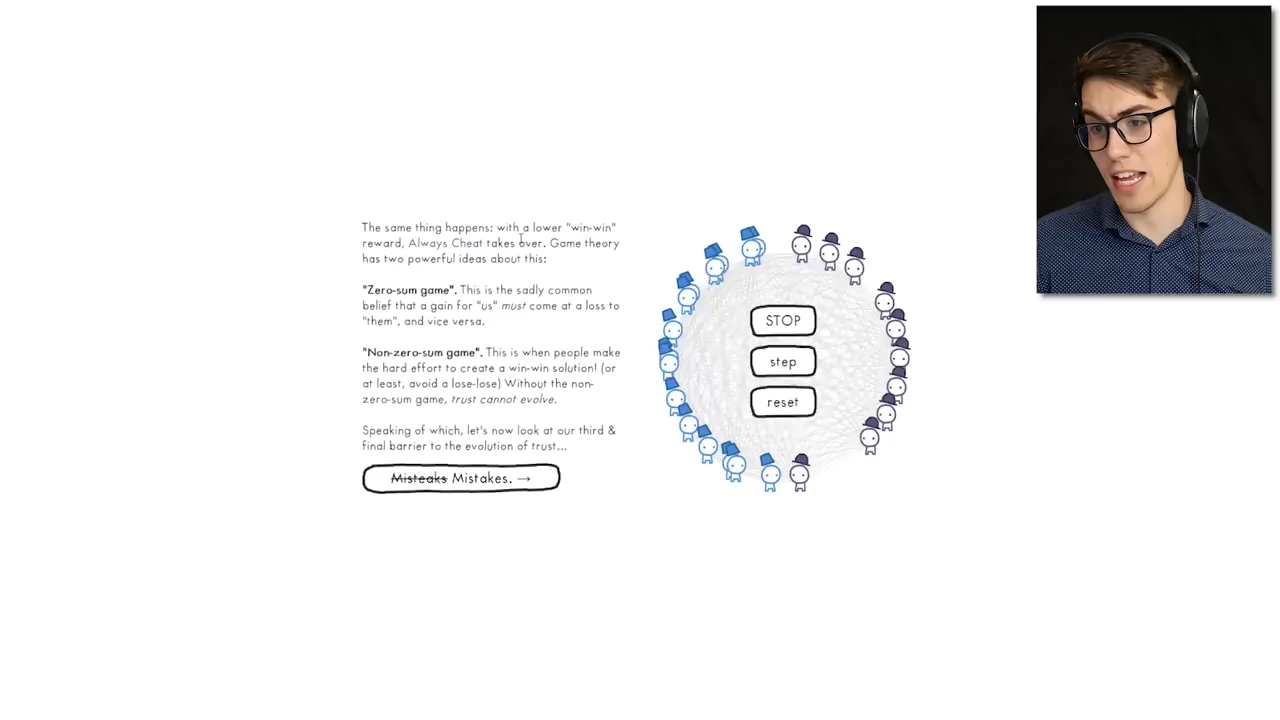 The same thing happens: with a lower "win-win"
reward, Always Cheat takes over. Game theory
has two powerful ideas about this:
"Zero-sum game". This is the sadly common
belief that a gain for "us" must come at a loss to
"them", and vice versa.
"Non-zero-sum game". This is when people make
the hard effort to create a win-win solution! (or
at least, avoid a lose-lose) Without the non-
zero-sum game, trust cannot evolve.
Speaking of which, let's now look at our third &
final barrier to the evolution of trust...
Misteaks Mistakes. →
STOP
step
reset